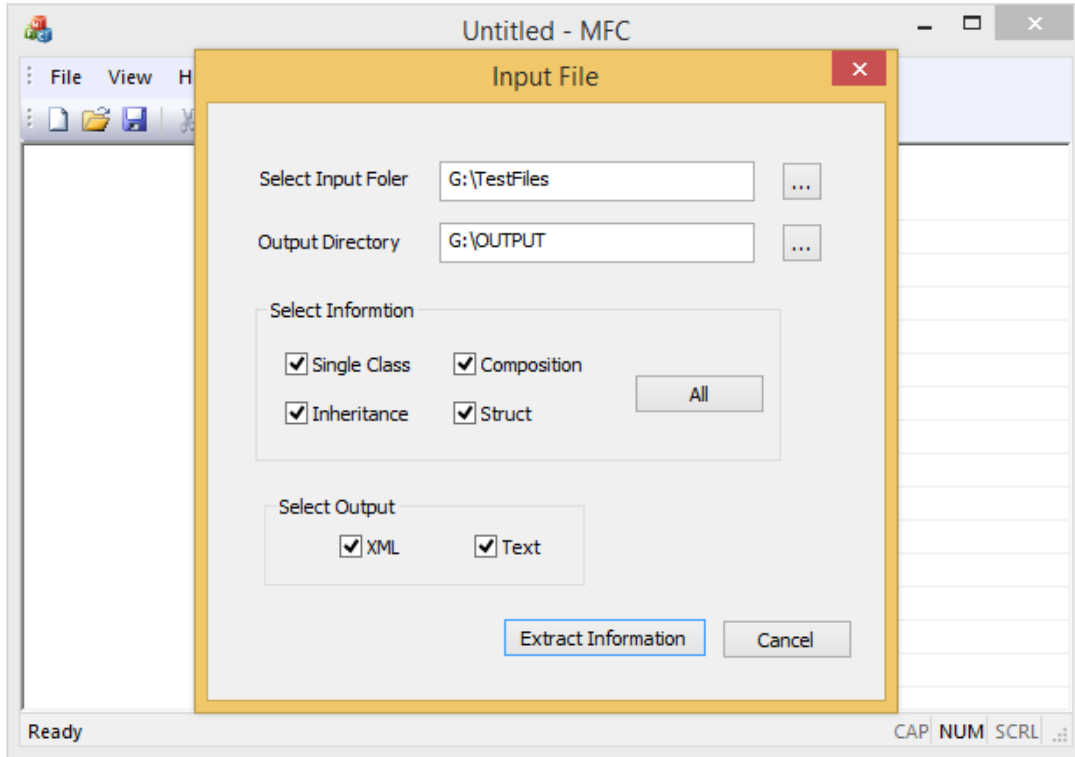 Untitled - MFC
File View H
Input File
Select Input Foler G:\TestFiles ...
Output Directory G:\OUTPUT ...
Select Informtion
Single Class Composition
All
Inheritance Struct
Select Output
XML Text
Extract Information Cancel
Ready CAP NUM SCRL